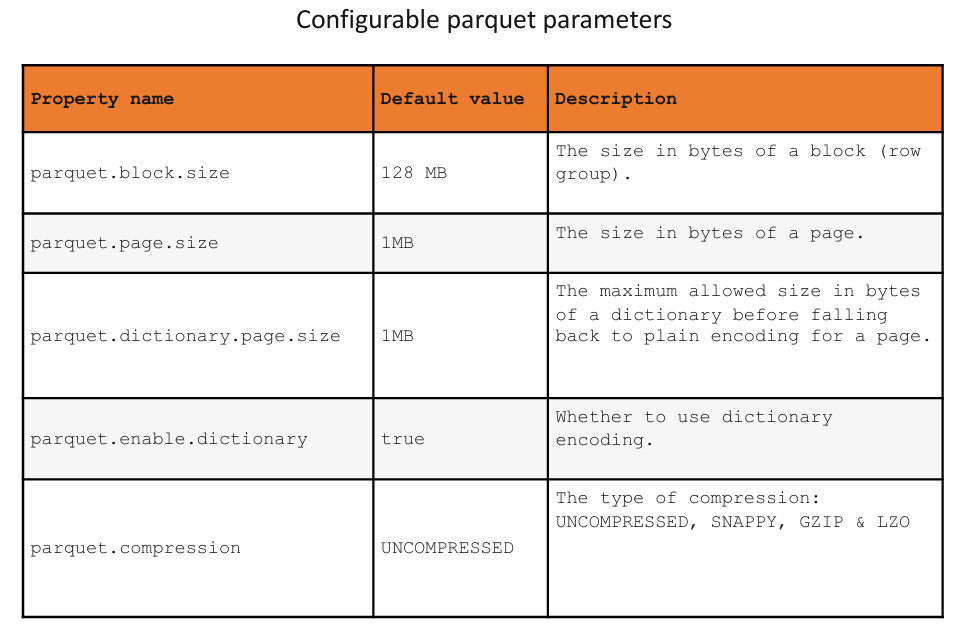 Configurable parquet parameters
Property name Default value Description
parquet.block.size 128 MB The size in bytes of a block (row
group).
parquet.page.size 1MB The size in bytes of a page.
parquet.dictionary.page.size 1MB The maximum allowed size in bytes
of a dictionary before falling
back to plain encoding for a page.
parquet.enable.dictionary true Whether to use dictionary
encoding.
parquet.compression UNCOMPRESSED The type of compression:
UNCOMPRESSED, SNAPPY, GZIP & LZO